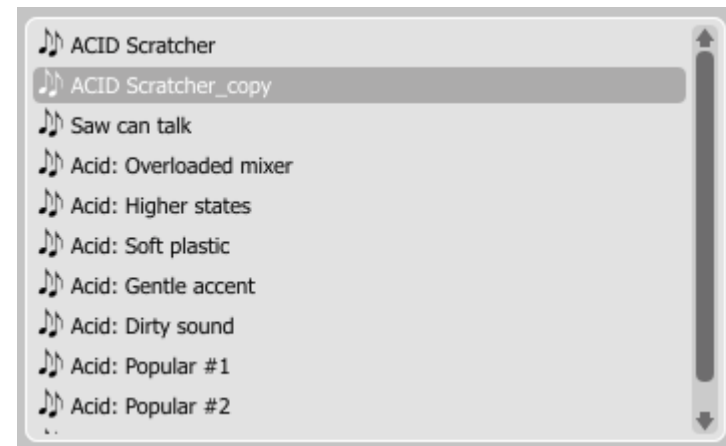 ACID Scratcher
ACID Scratcher_copy
Saw can talk
Acid: Overloaded mixer
Acid: Higher states
Acid: Soft plastic
Acid: Gentle accent
Acid: Dirty sound
Acid: Popular #1
Acid: Popular #2